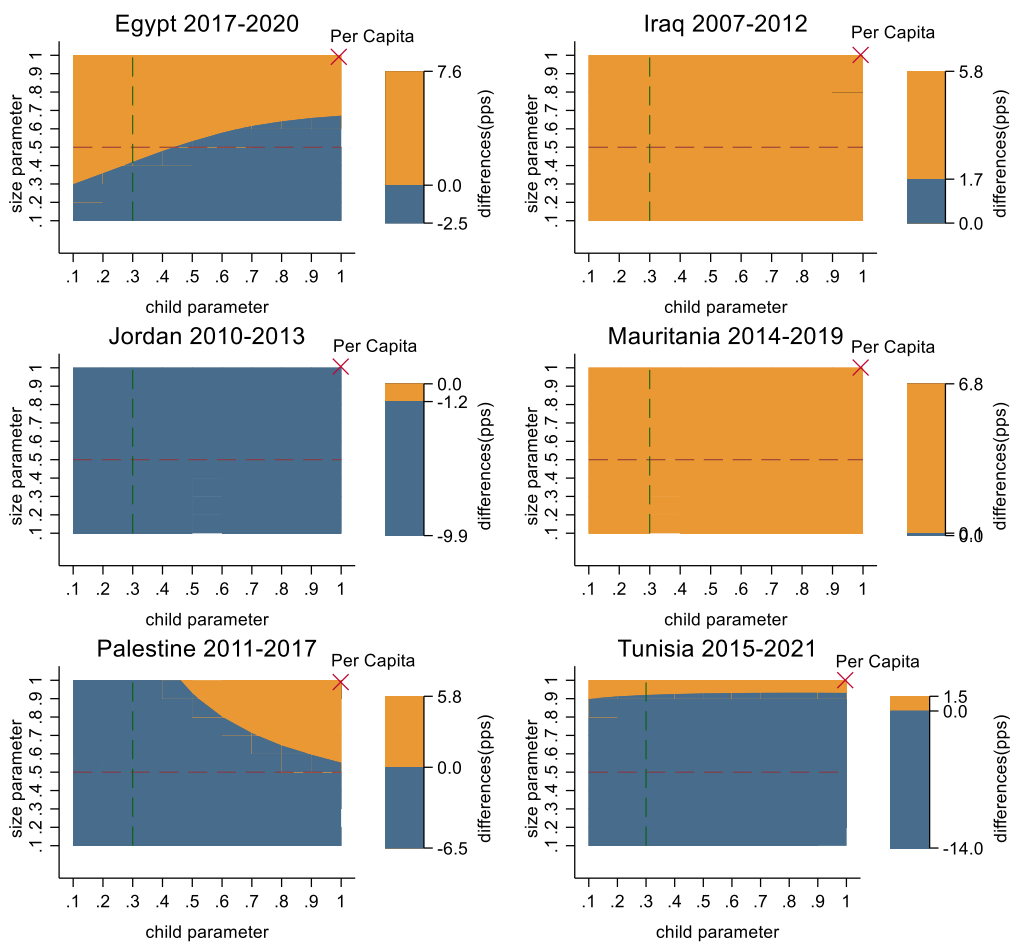 Egypt 2017-2020
Per Capita
size parameter
.1 .2 .3 .4 .5 .6 .7 .8 .9 1
.1 .2 .3 .4 .5 .6 .7 .8 .9 1
child parameter
7.6
0.0
-2.5
differences(pps)
Iraq 2007-2012
Per Capita
size parameter
.1 .2 .3 .4 .5 .6 .7 .8 .9 1
.1 .2 .3 .4 .5 .6 .7 .8 .9 1
child parameter
5.8
1.7
0.0
differences(pps)
Jordan 2010-2013
Per Capita
size parameter
.1 .2 .3 .4 .5 .6 .7 .8 .9 1
.1 .2 .3 .4 .5 .6 .7 .8 .9 1
child parameter
0.0
-1.2
-9.9
differences(pps)
Mauritania 2014-2019
Per Capita
size parameter
.1 .2 .3 .4 .5 .6 .7 .8 .9 1
.1 .2 .3 .4 .5 .6 .7 .8 .9 1
child parameter
6.8
0.0
differences(pps)
Palestine 2011-2017
Per Capita
size parameter
.1 .2 .3 .4 .5 .6 .7 .8 .9 1
.1 .2 .3 .4 .5 .6 .7 .8 .9 1
child parameter
5.8
0.0
-6.5
differences(pps)
Tunisia 2015-2021
Per Capita
size parameter
.1 .2 .3 .4 .5 .6 .7 .8 .9 1
.1 .2 .3 .4 .5 .6 .7 .8 .9 1
child parameter
1.5
0.0
-14.0
differences(pps)